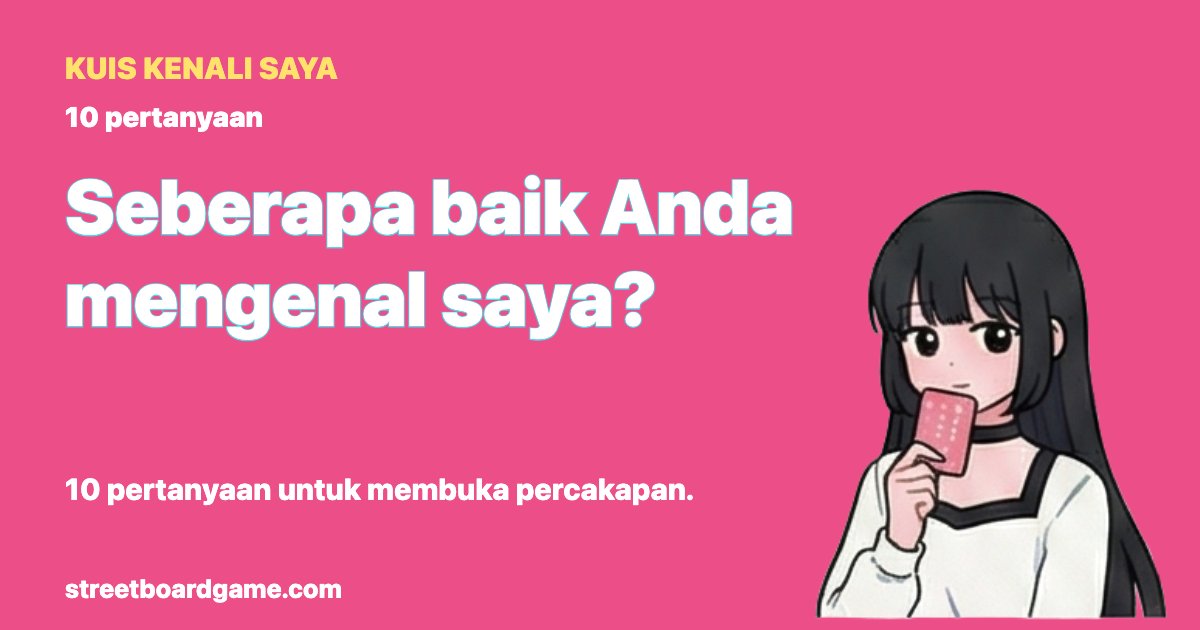 KUIS KENALI SAYA
10 pertanyaan
Seberapa baik Anda
mengenal saya?
10 pertanyaan untuk membuka percakapan.
streetboardgame.com